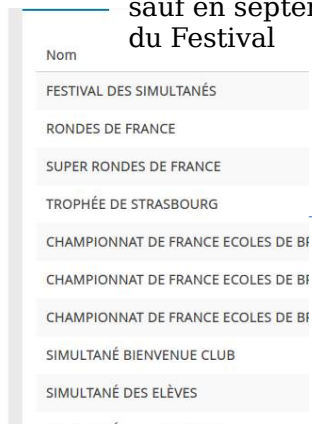 sauf en septem
du Festival
Nom
FESTIVAL DES SIMULTANÉS
RONDES DE FRANCE
SUPER RONDES DE FRANCE
TROPHÉE DE STRASBOURG
CHAMPIONNAT DE FRANCE ECOLES DE BR
CHAMPIONNAT DE FRANCE ECOLES DE BR
CHAMPIONNAT DE FRANCE ECOLES DE BR
SIMULTANÉ BIENVENUE CLUB
SIMULTANÉ DES ELÈVES